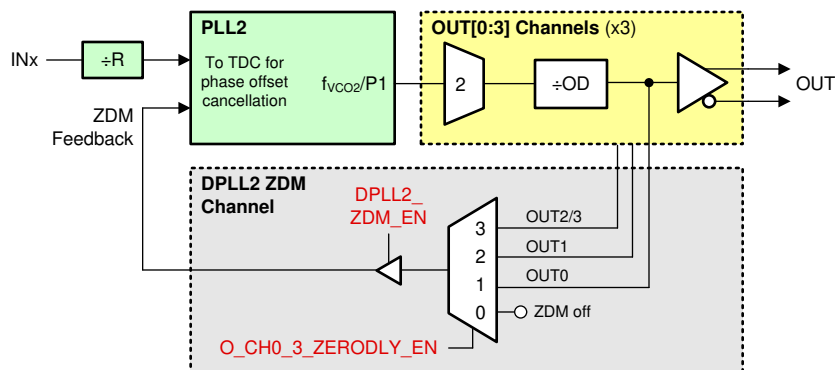 PLL2
OUT[0:3] Channels (x3)
INx
÷R
To TDC for
phase offset
cancellation
fVCO2/P1
2
÷OD
OUT
ZDM
Feedback
DPLL2 ZDM
Channel
DPLL2_
ZDM_EN
3
OUT2/3
2
OUT1
1
OUT0
0
ZDM off
O_CH0_3_ZERODLY_EN